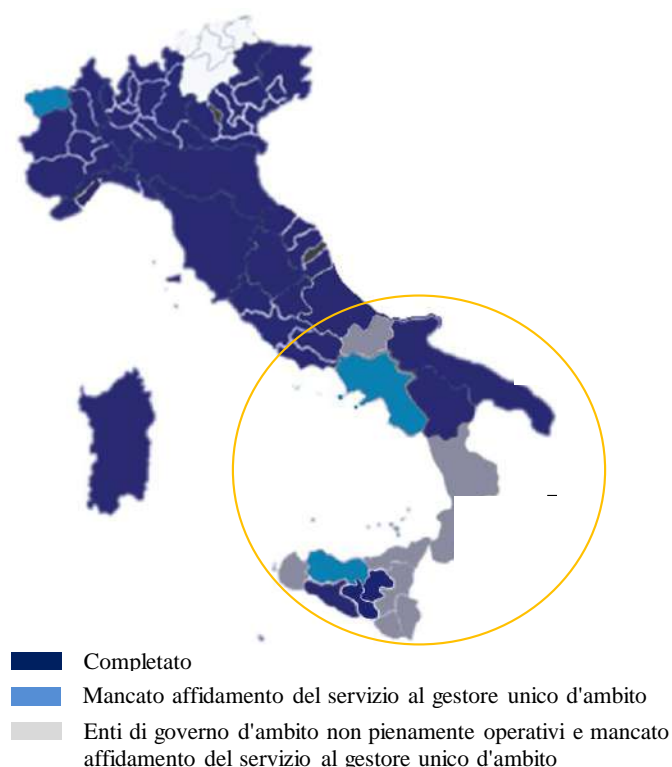 Completato
Mancato affidamento del servizio al gestore unico d'ambito
Enti di governo d'ambito non pienamente operativi e mancato
affidamento del servizio al gestore unico d'ambito